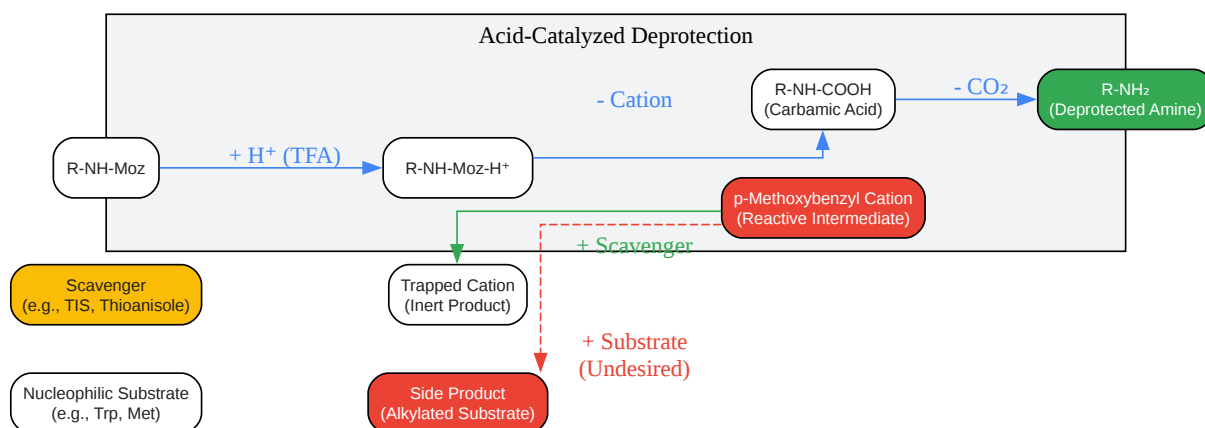 Acid-Catalyzed Deprotection
R-NH-COOH
(Carbamic Acid)
- CO₂
R-NH₂
(Deprotected Amine)
- Cation
R-NH-Moz
+ H⁺ (TFA)
R-NH-Moz-H⁺
p-Methoxybenzyl Cation
(Reactive Intermediate)
+ Scavenger
Scavenger
(e.g., TIS, Thioanisole)
Trapped Cation
(Inert Product)
+ Substrate
(Undesired)
Nucleophilic Substrate
(e.g., Trp, Met)
Side Product
(Alkylated Substrate)